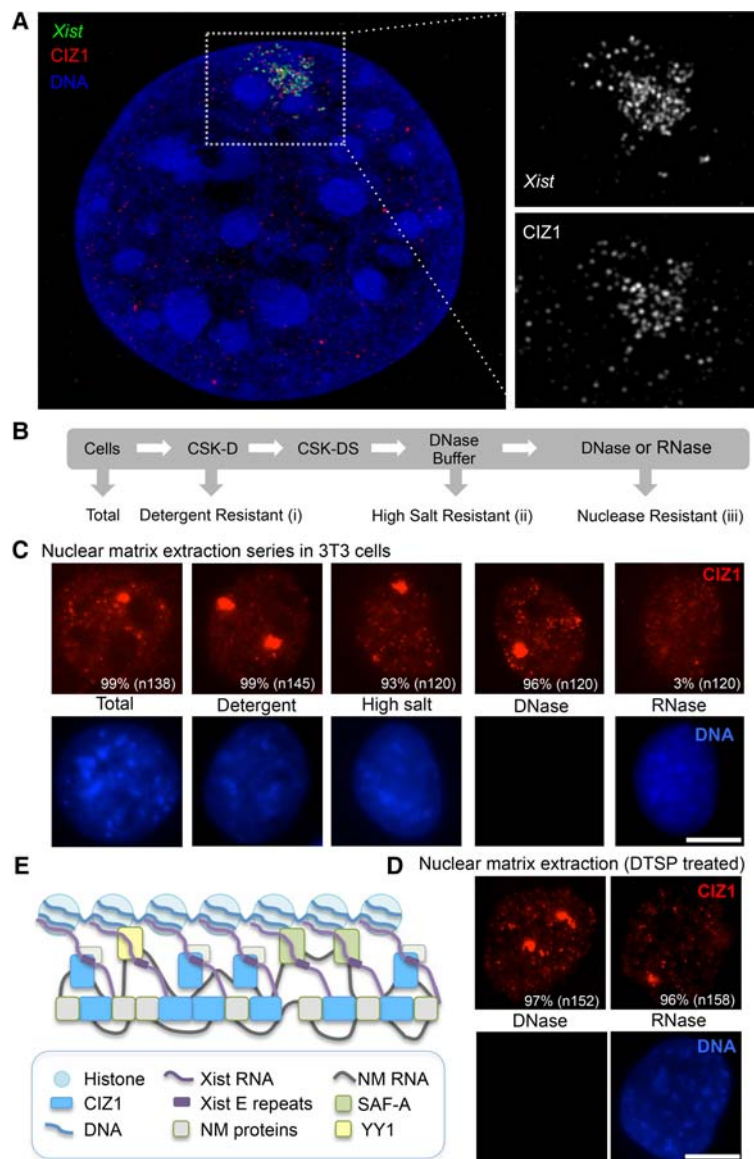 A
Xist
CIZ1
DNA
Xist
CIZ1
B
Cells CSK-D CSK-DS DNase Buffer DNase or RNase
Total Detergent Resistant (i) High Salt Resistant (ii) Nuclease Resistant (iii)
C Nuclear matrix extraction series in 3T3 cells
CIZ1
99% (n138) 99% (n145) 93% (n120) 96% (n120) 3% (n120)
Total Detergent High salt DNase RNase
DNA
E
D Nuclear matrix extraction (DTSP treated)
CIZ1
97% (n152) 96% (n158)
DNase RNase
DNA
Histone Xist RNA NM RNA
CIZ1 Xist E repeats SAF-A
DNA NM proteins YY1